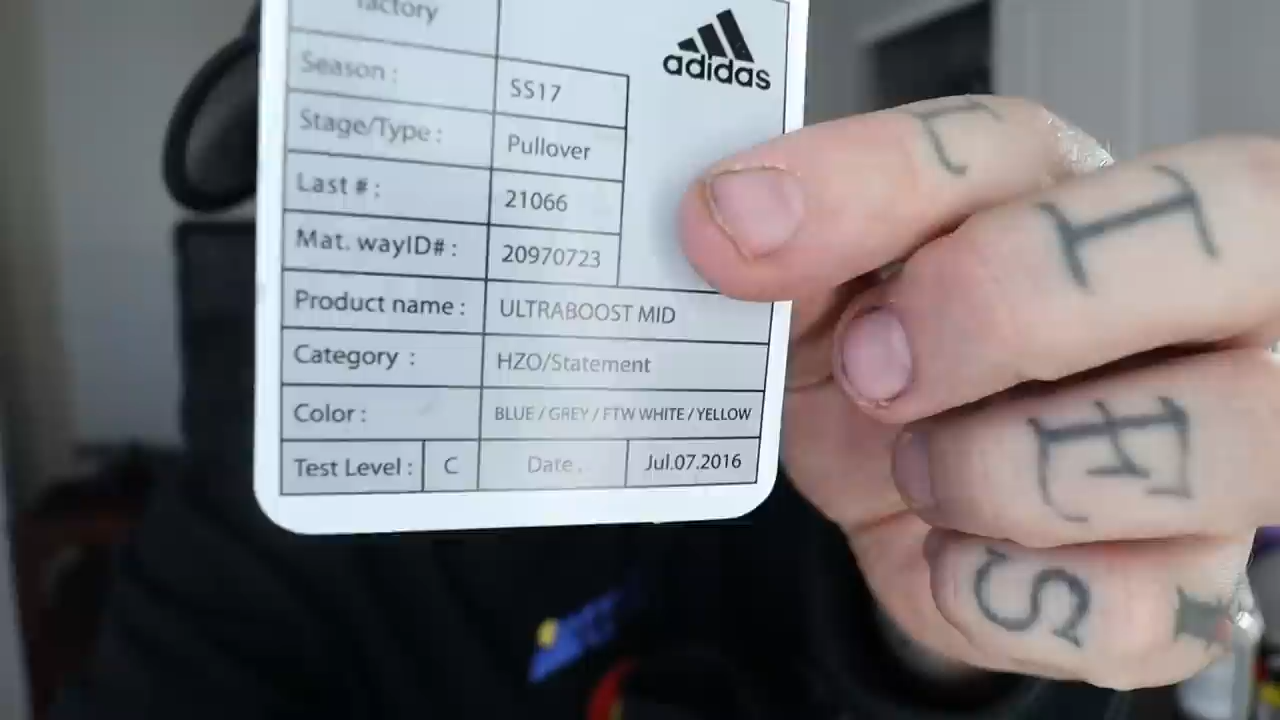 factory
adidas
Season : SS17
Stage/Type : Pullover
Last # : 21066
Mat. wayID# : 20970723
Product name : ULTRABOOST MID
Category : HZO/Statement
Color : BLUE / GREY / FTW WHITE / YELLOW
Test Level : C Date . Jul.07.2016
L
I
E
S